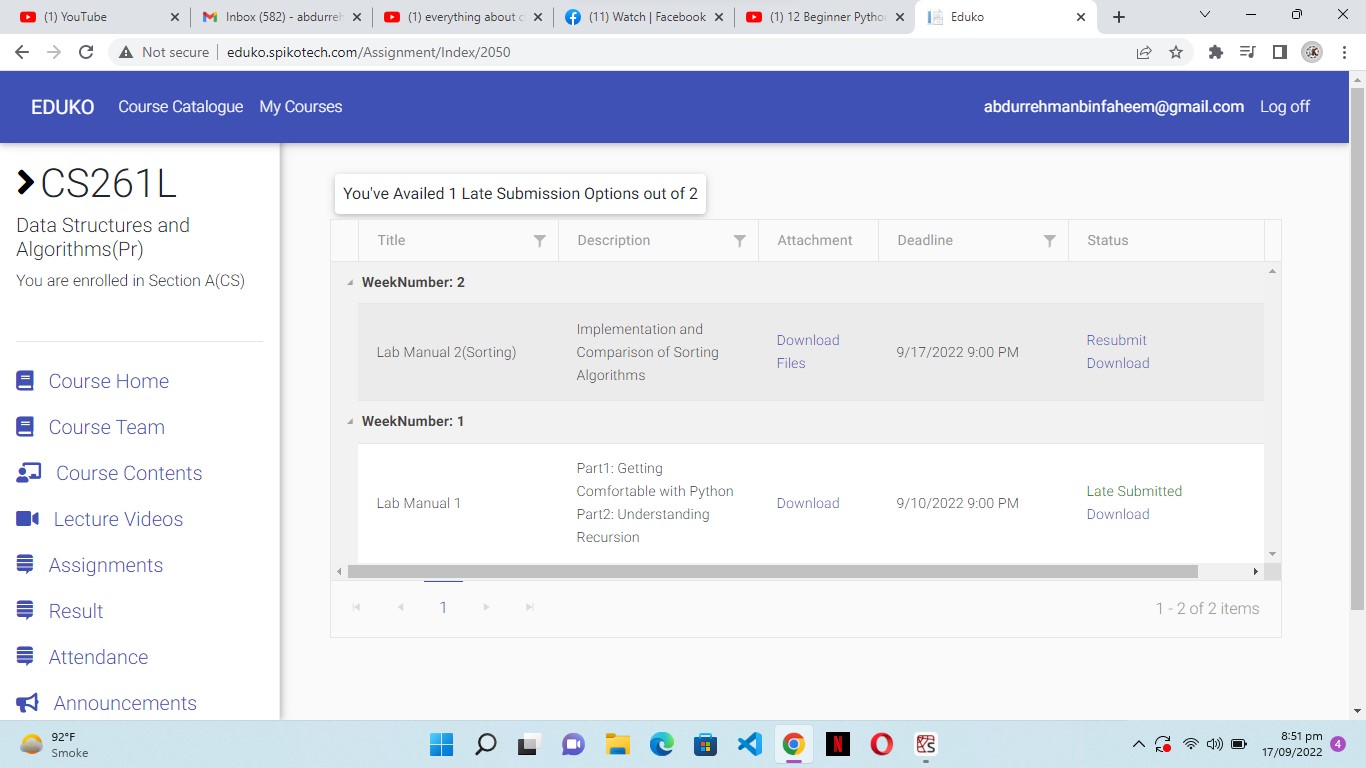 (1) YouTube
Inbox (582) - abdurreh
(1) everything about c
(11) Watch | Facebook
(1) 12 Beginner Pytho
Eduko
Not secure
eduko.spikotech.com/Assignment/Index/2050
EDUKO
Course Catalogue
My Courses
abdurrehmanbinfaheem@gmail.com
Log off
CS261L
Data Structures and
Algorithms(Pr)
You are enrolled in Section A(CS)
Course Home
Course Team
Course Contents
Lecture Videos
Assignments
Result
Attendance
Announcements
You've Availed 1 Late Submission Options out of 2
Title
Description
Attachment
Deadline
Status
WeekNumber: 2
Lab Manual 2(Sorting)
Implementation and
Comparison of Sorting
Algorithms
Download
Files
9/17/2022 9:00 PM
Resubmit
Download
WeekNumber: 1
Lab Manual 1
Part1: Getting
Comfortable with Python
Part2: Understanding
Recursion
Download
9/10/2022 9:00 PM
Late Submitted
Download
1
1 - 2 of 2 items
92°F
Smoke
8:51 pm
17/09/2022
4